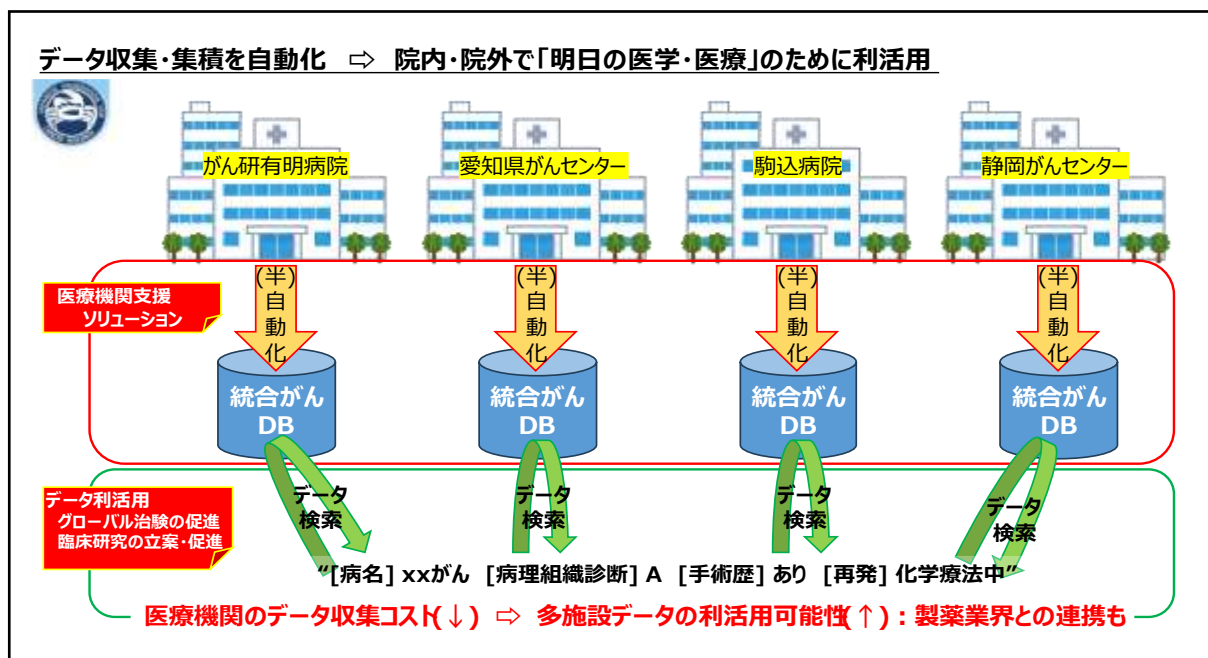 データ収集・集積を自動化 ⇨ 院内・院外で「明日の医学・医療」のために利活用
がん研有明病院
愛知県がんセンター
駒込病院
静岡がんセンター
医療機関支援
ソリューション
(半)自動化
(半)自動化
(半)自動化
(半)自動化
統合がん
DB
統合がん
DB
統合がん
DB
統合がん
DB
データ利活用
グローバル治験の促進
臨床研究の立案・促進
データ
検索
データ
検索
データ
検索
データ
検索
“[病名] xxがん [病理組織診断] A [手術歴] あり [再発] 化学療法中”
医療機関のデータ収集コスト(↓) ⇨ 多施設データの利活用可能性(↑)：製薬業界との連携も